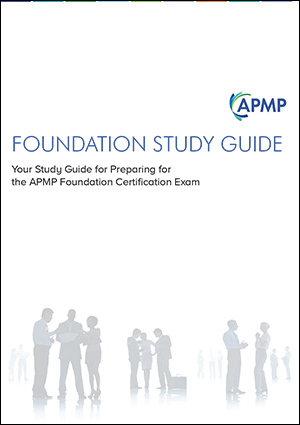 APMP
FOUNDATION STUDY GUIDE
Your Study Guide for Preparing for
the APMP Foundation Certification Exam